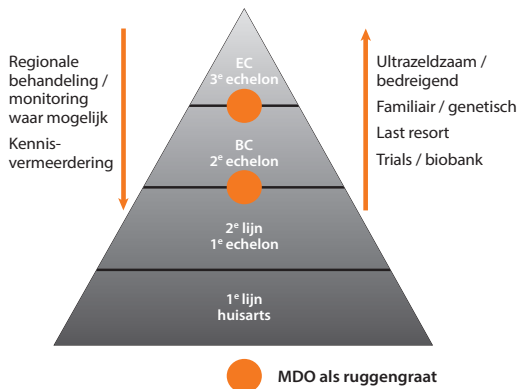 Regionale
behandeling /
monitoring
waar mogelijk
Kennis-
vermeerdering
EC
3e echelon
BC
2e echelon
2e lijn
1e echelon
1e lijn
huisarts
Ultrazeldzaam /
bedreigend
Familiair / genetisch
Last resort
Trials / biobank
MDO als ruggengraat